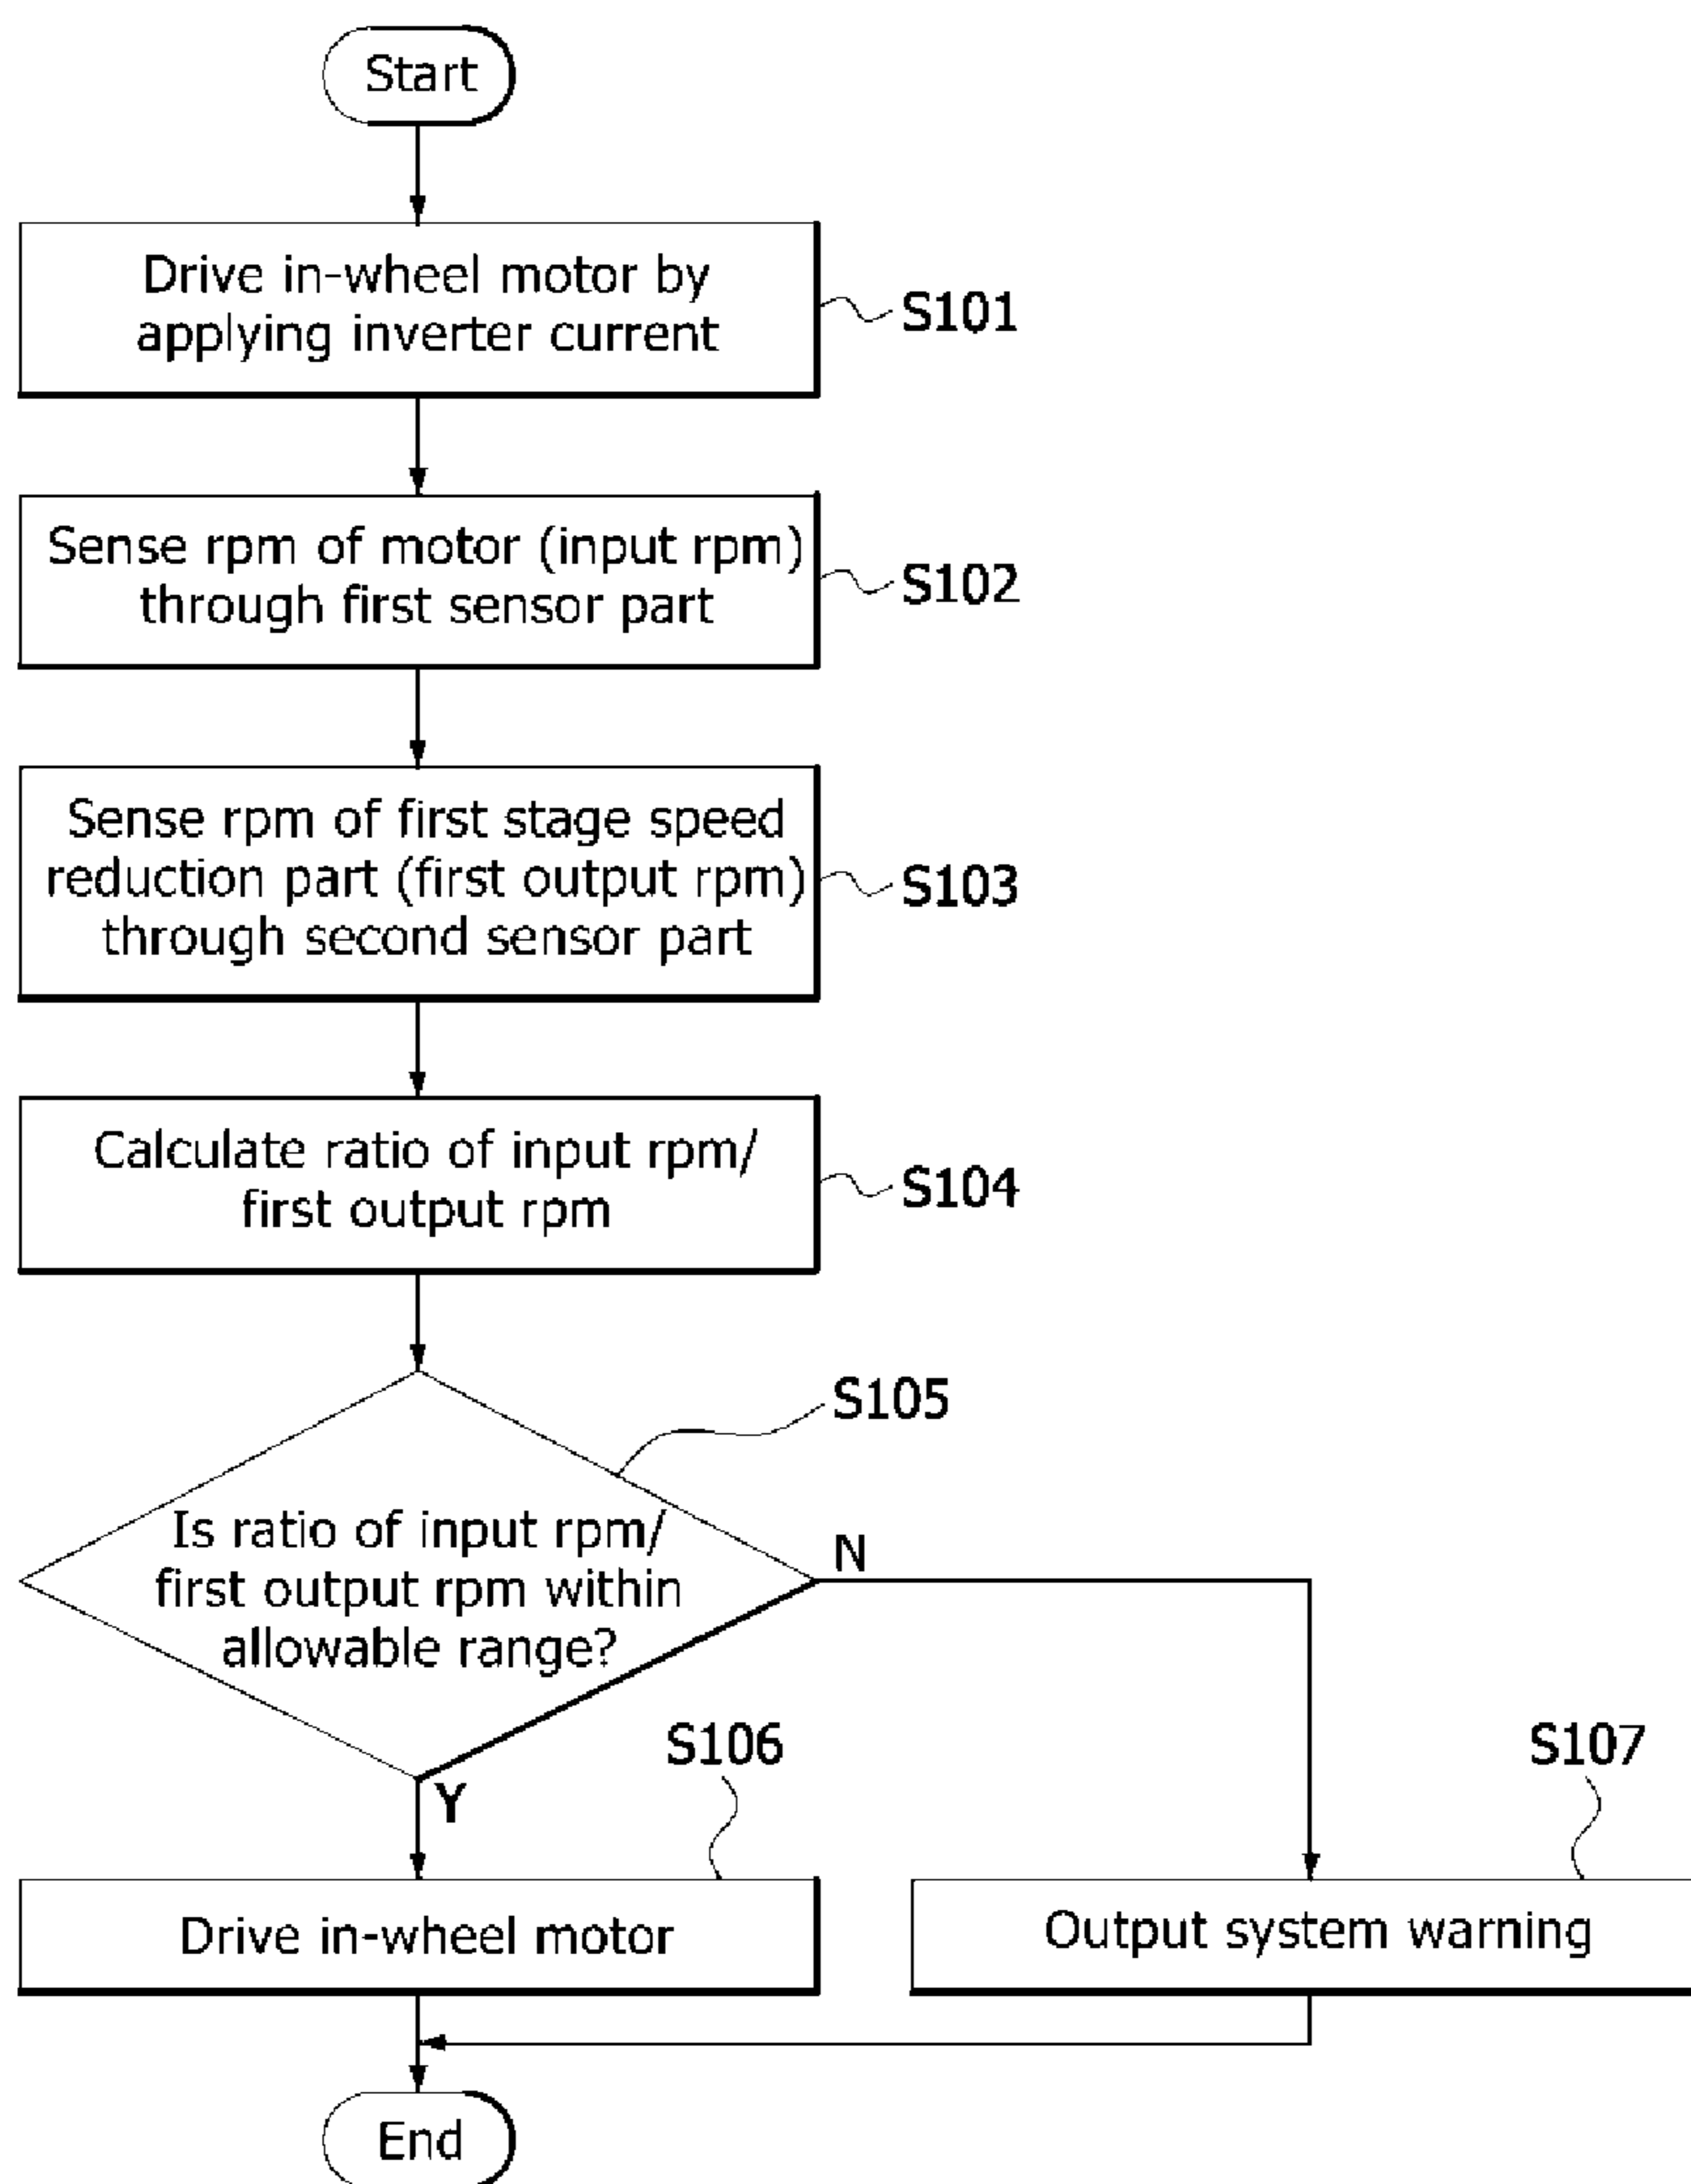 Start
Drive in-wheel motor by
applying inverter current
S101
Sense rpm of motor (input rpm)
through first sensor part
S102
Sense rpm of first stage speed
reduction part (first output rpm)
through second sensor part
S103
Calculate ratio of input rpm/
first output rpm
S104
S105
Is ratio of input rpm/
first output rpm within
allowable range?
N
Y
S106
S107
Drive in-wheel motor
Output system warning
End